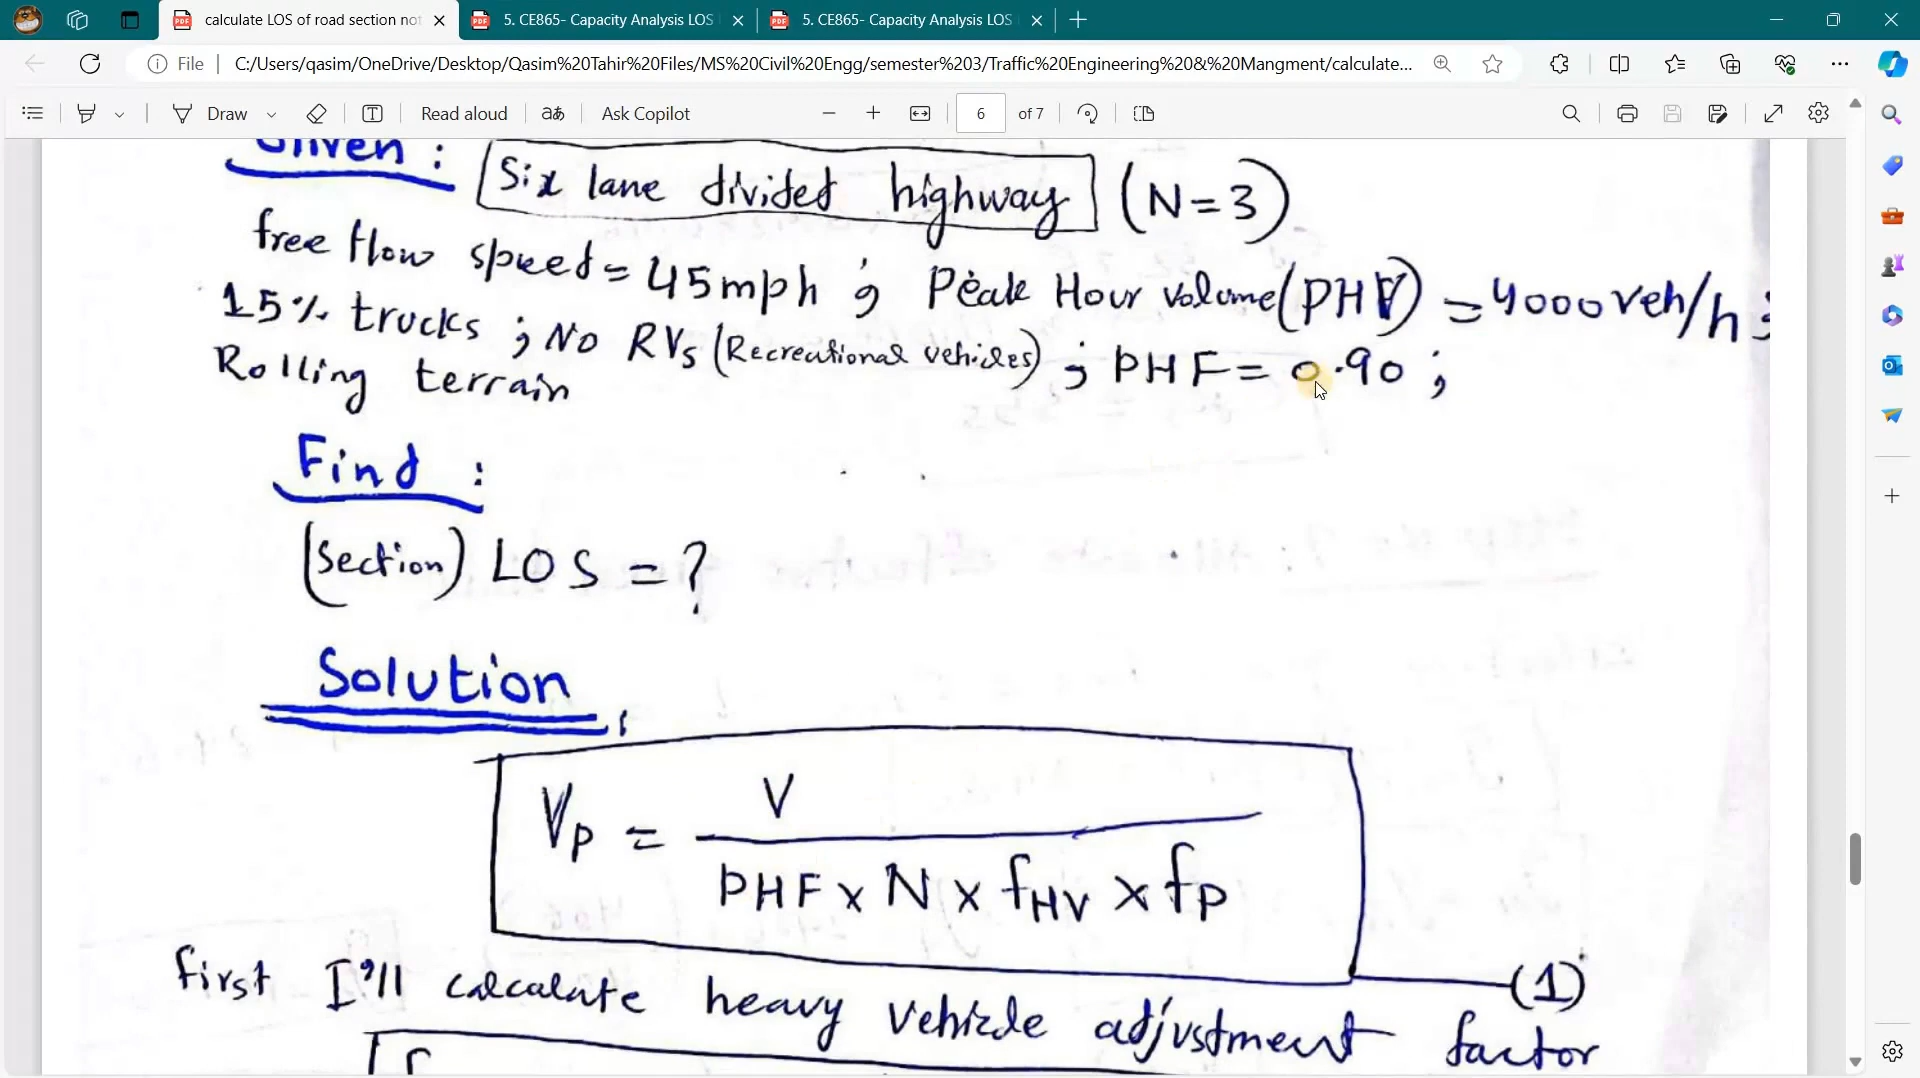 calculate LOS of road section not
5. CE865- Capacity Analysis LOS
5. CE865- Capacity Analysis LOS
File
C:/Users/qasim/OneDrive/Desktop/Qasim%20Tahir%20Files/MS%20Civil%20Engg/semester%203/Traffic%20Engineering%20&%20Mangment/calculate...
Draw
Read aloud
Ask Copilot
6 of 7
Given :
Six lane divided highway (N=3)
free flow speed = 45mph ; Peak Hour volume(PHV) = 4000 veh/h ;
15% trucks ; No RVs (Recreational vehicles) ; PHF = 0.90 ;
Rolling terrain
Find :
(Section) LOS = ?
Solution :
Vp = V
PHF x N x fHV x fP
(1)
first I'll calculate heavy vehicle adjustment factor